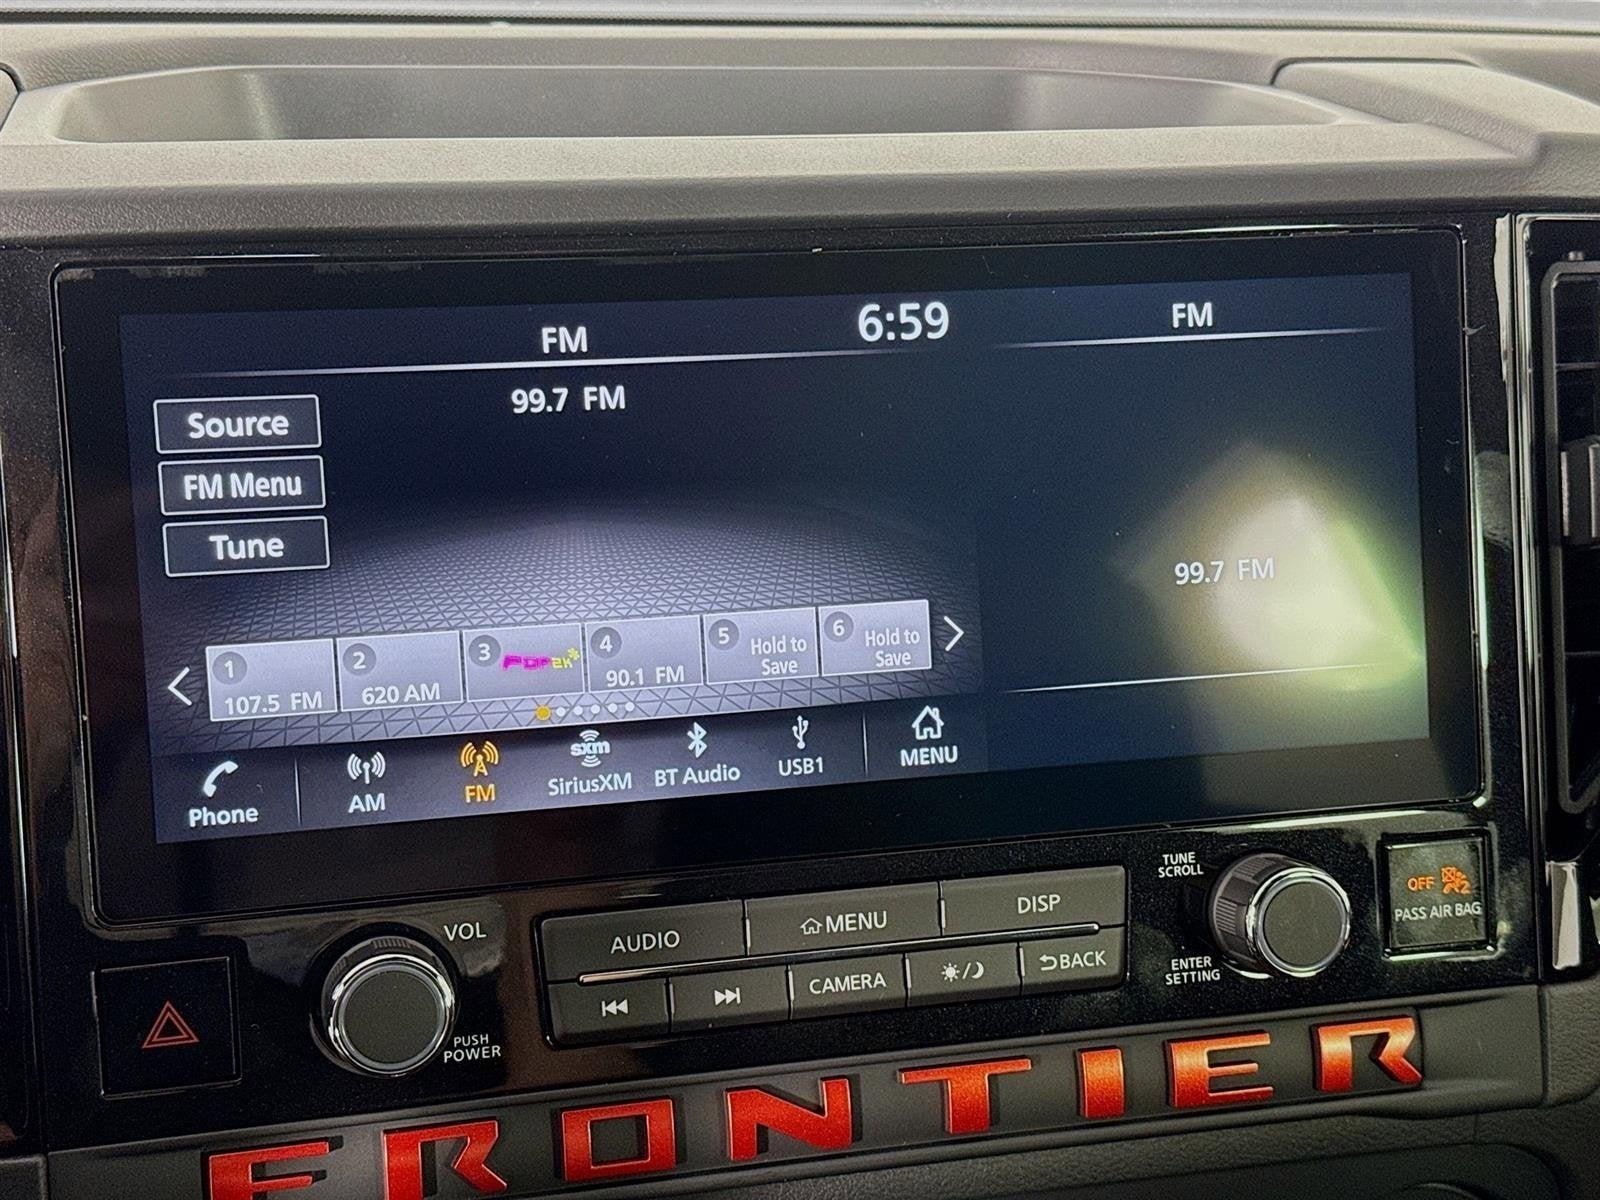 FM
6:59
FM
99.7 FM
Source
FM Menu
Tune
99.7 FM
1
107.5 FM
2
620 AM
3
POP2K
4
90.1 FM
5
Hold to
Save
6
Hold to
Save
Phone
AM
A
FM
sxm
SiriusXM
BT Audio
USB1
MENU
VOL
PUSH
POWER
AUDIO
MENU
DISP
CAMERA
BACK
TUNE
SCROLL
ENTER
SETTING
OFF
2
PASS AIR BAG
FRONTIER